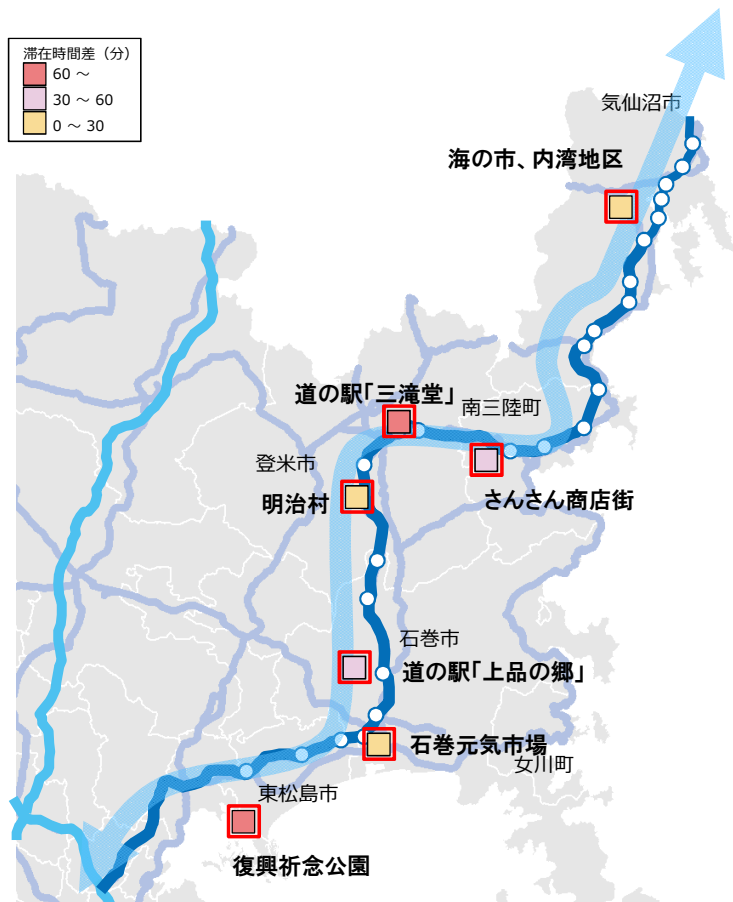 滞在時間差（分）
60 ～
30 ～ 60
0 ～ 30
気仙沼市
海の市、内湾地区
道の駅「三滝堂」
南三陸町
登米市
明治村
さんさん商店街
石巻市
道の駅「上品の郷」
石巻元気市場
女川町
東松島市
復興祈念公園